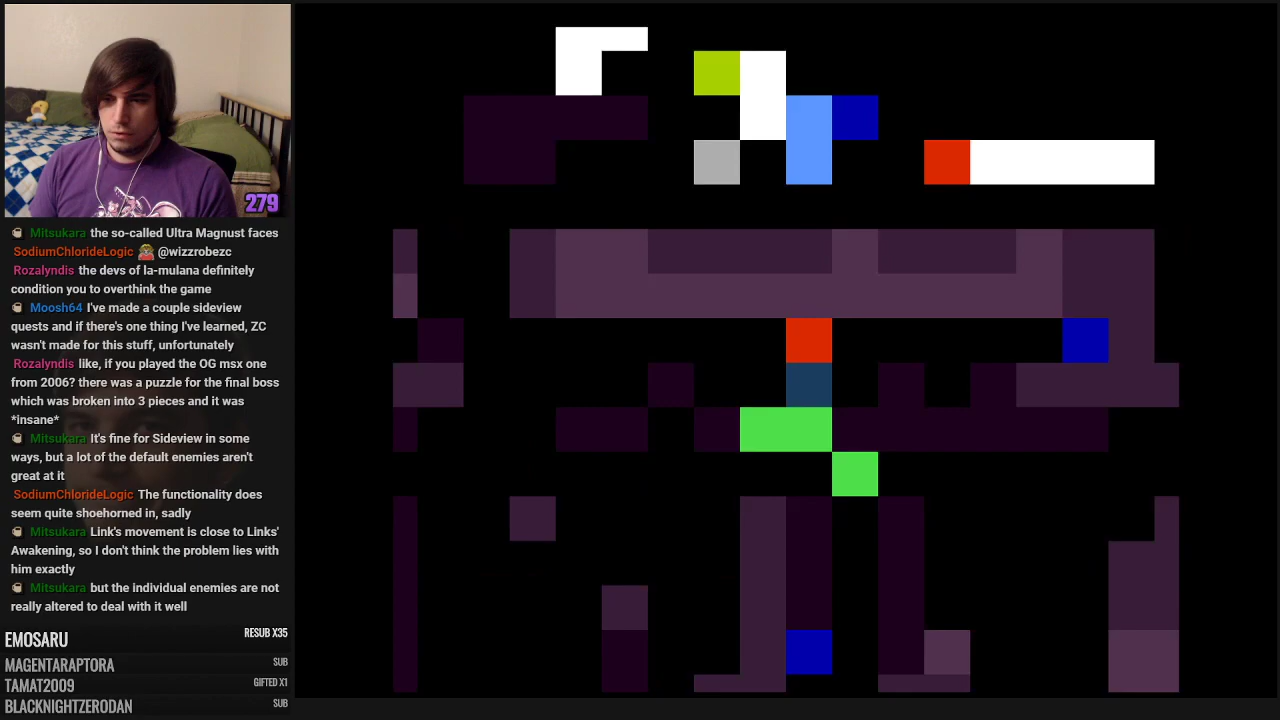 279
Mitsukara the so-called Ultra Magnust faces
SodiumChlorideLogic @wizzrobezc
Rozalyndis the devs of la-mulana definitely
condition you to overthink the game
Moosh64 I've made a couple sideview
quests and if there's one thing I've learned, ZC
wasn't made for this stuff, unfortunately
Rozalyndis like, if you played the OG msx one
from 2006? there was a puzzle for the final boss
which was broken into 3 pieces and it was
*insane*
Mitsukara It's fine for Sideview in some
ways, but a lot of the default enemies aren't
great at it
SodiumChlorideLogic The functionality does
seem quite shoehorned in, sadly
Mitsukara Link's movement is close to Links'
Awakening, so I don't think the problem lies with
him exactly
Mitsukara but the individual enemies are not
really altered to deal with it well
EMOSARU RESUB X35
MAGENTARAPTORA SUB
TAMAT2009 GIFTED X1
BLACKNIGHTZERODAN SUB